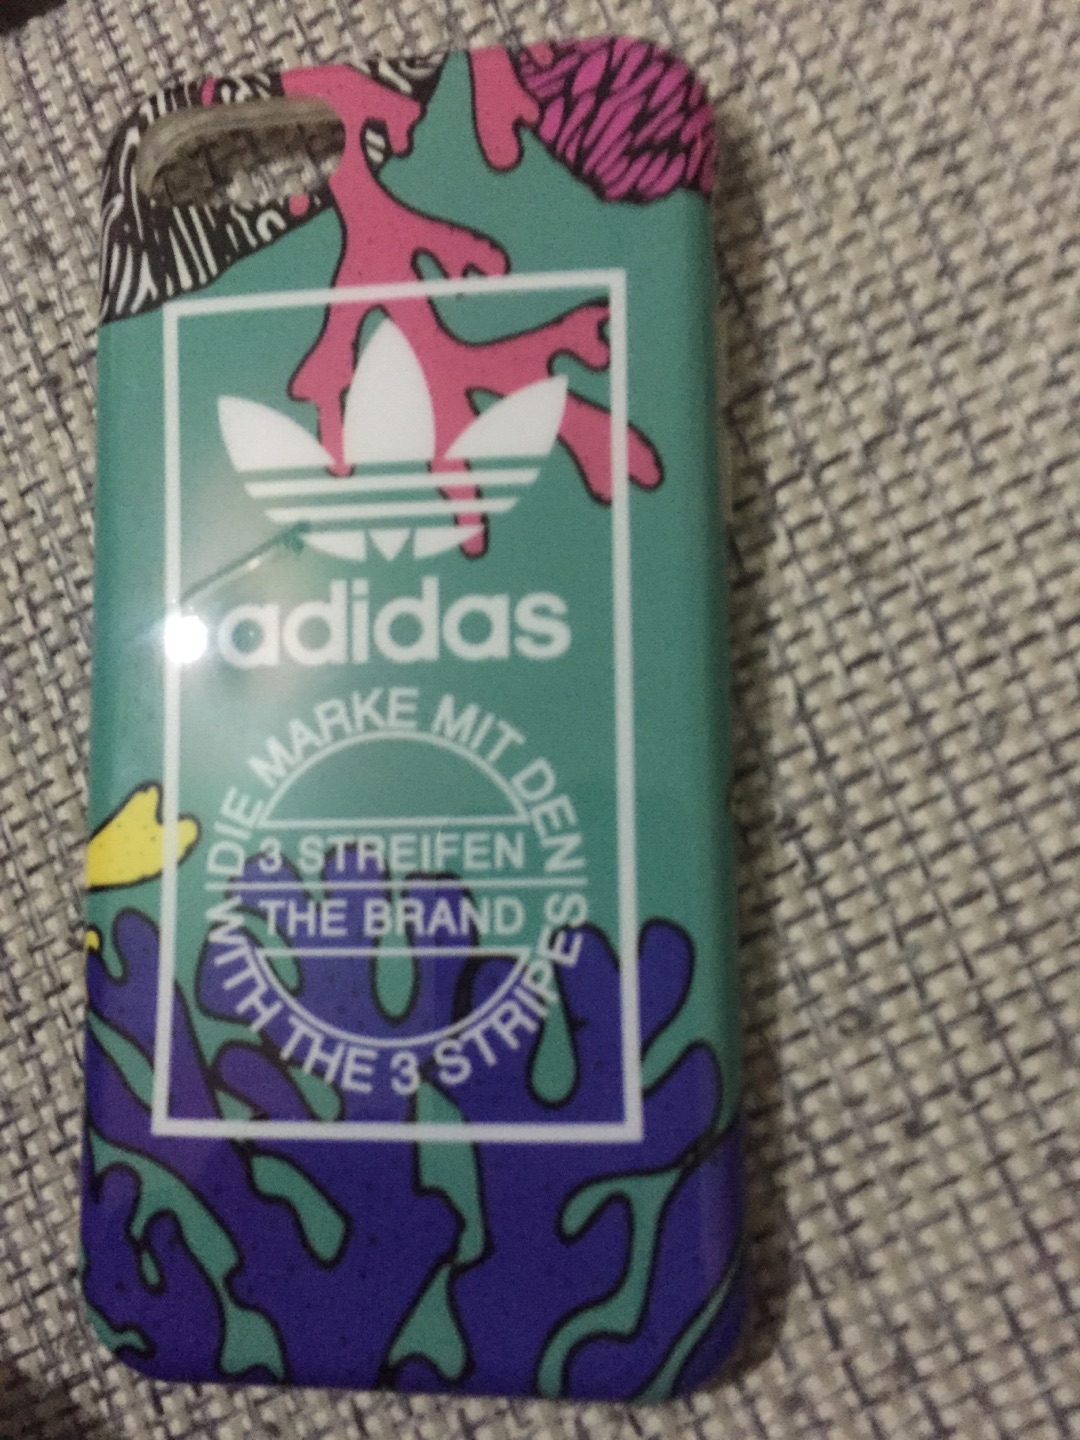 adidas
DIE MARKE MIT DEN
3 STREIFEN
THE BRAND
WITH THE 3 STRIPES